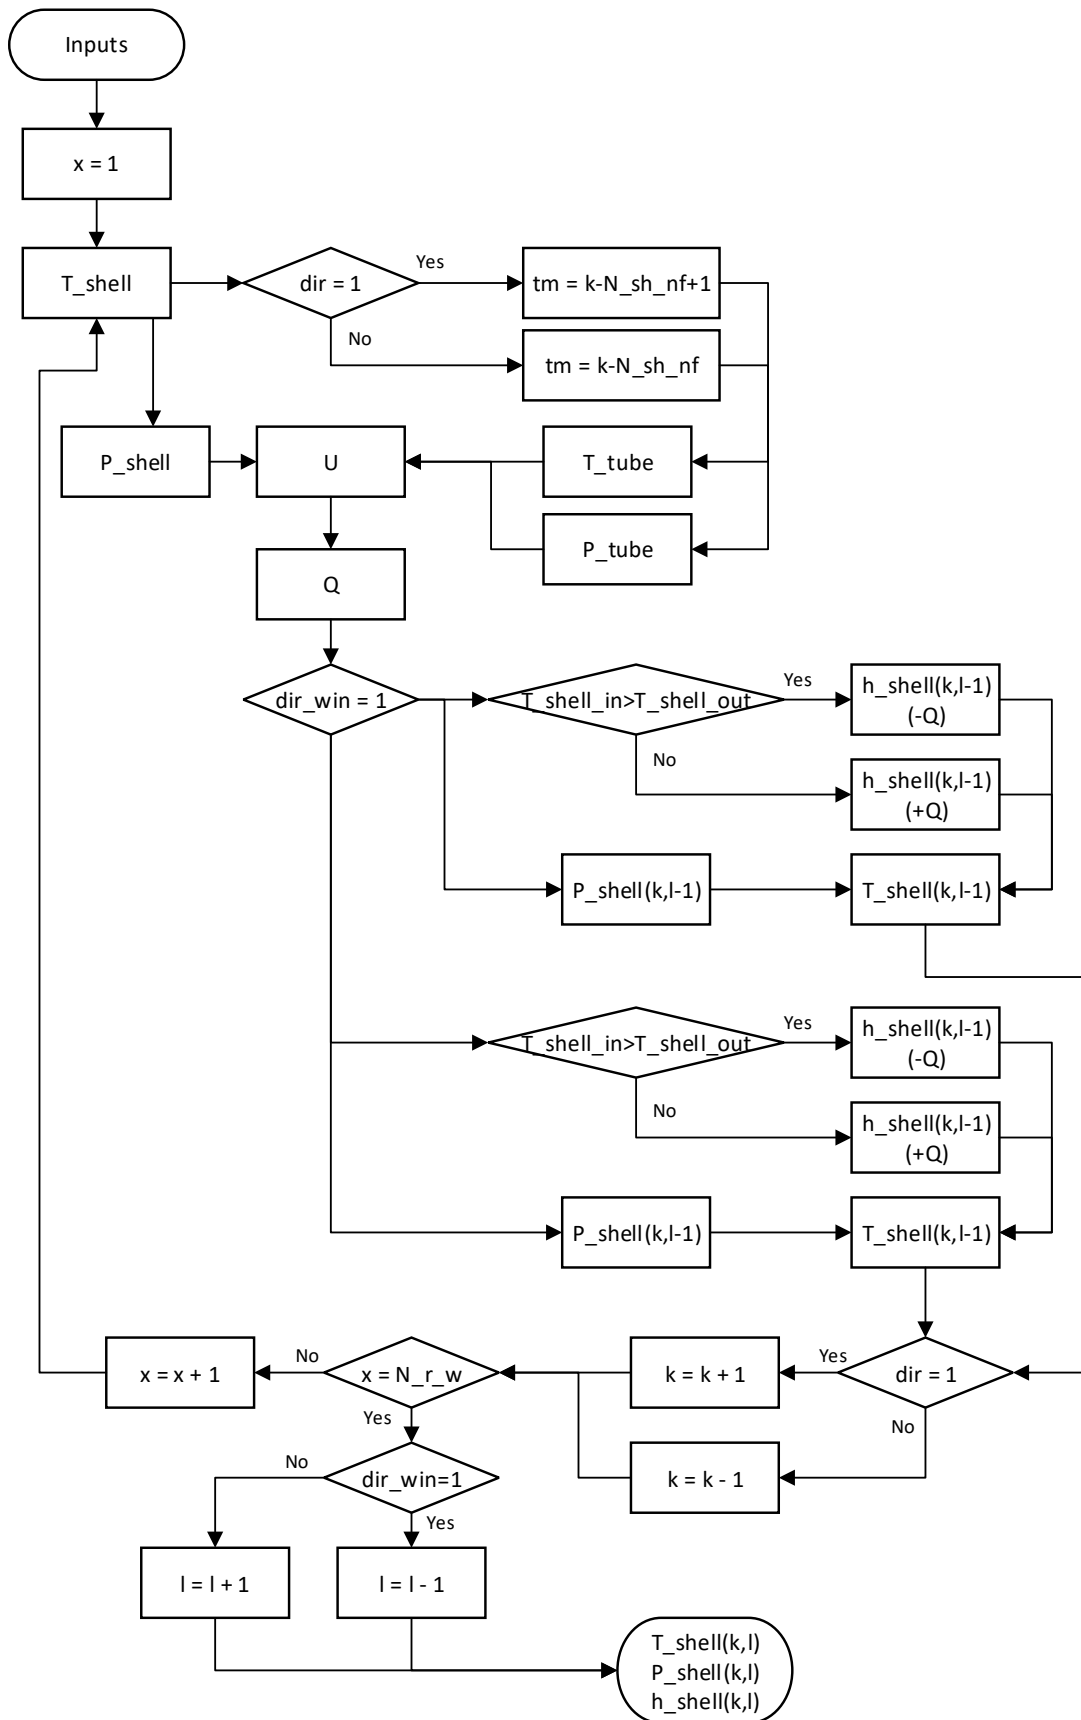 Inputs
x = 1
T_shell
dir = 1
Yes
tm = k-N_sh_nf+1
No
tm = k-N_sh_nf
P_shell
U
T_tube
P_tube
Q
dir_win = 1
T_shell_in>T_shell_out
Yes
h_shell(k,l-1)
(-Q)
No
h_shell(k,l-1)
(+Q)
P_shell(k,l-1)
T_shell(k,l-1)
T_shell_in>T_shell_out
Yes
h_shell(k,l-1)
(-Q)
No
h_shell(k,l-1)
(+Q)
P_shell(k,l-1)
T_shell(k,l-1)
x = x + 1
No
x = N_r_w
k = k + 1
Yes
dir = 1
Yes
No
No
dir_win=1
k = k - 1
Yes
l = l + 1
l = l - 1
T_shell(k,l)
P_shell(k,l)
h_shell(k,l)